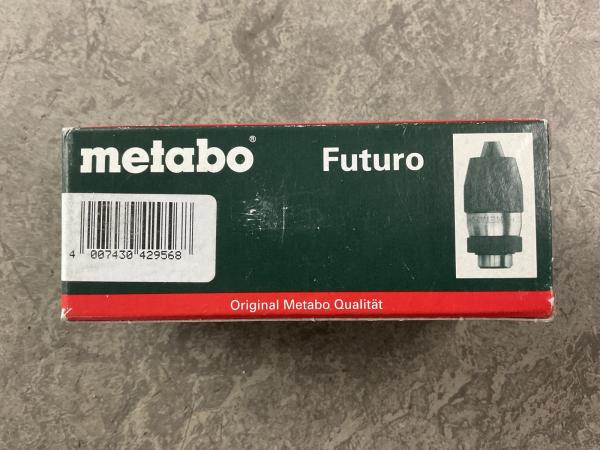 metabo®
Futuro
4 007430 429568
Original Metabo Qualität